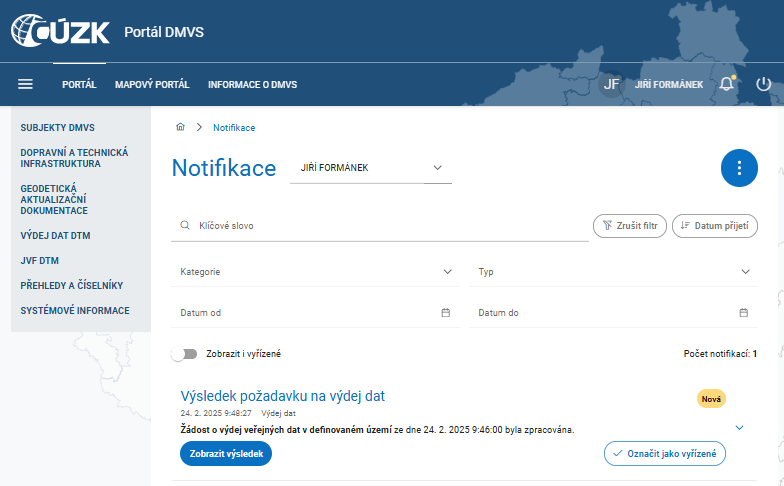 ČÚZK Portál DMVS
PORTÁL MAPOVÝ PORTÁL INFORMACE O DMVS JF JIŘÍ FORMÁNEK
SUBJEKTY DMVS
DOPRAVNÍ A TECHNICKÁ
INFRASTRUKTURA
GEODETICKÁ
AKTUALIZAČNÍ
DOKUMENTACE
VÝDEJ DAT DTM
JVF DTM
PŘEHLEDY A ČÍSELNÍKY
SYSTÉMOVÉ INFORMACE
Notifikace
Notifikace JIŘÍ FORMÁNEK
Klíčové slovo Zrušit filtr Datum přijetí
Kategorie Typ
Datum od Datum do
Zobrazit i vyřízené Počet notifikací: 1
Výsledek požadavku na výdej dat Nová
24. 2. 2025 9:48:27 Výdej dat
Žádost o výdej veřejných dat v definovaném území ze dne 24. 2. 2025 9:46:00 byla zpracována.
Zobrazit výsledek Označit jako vyřízené